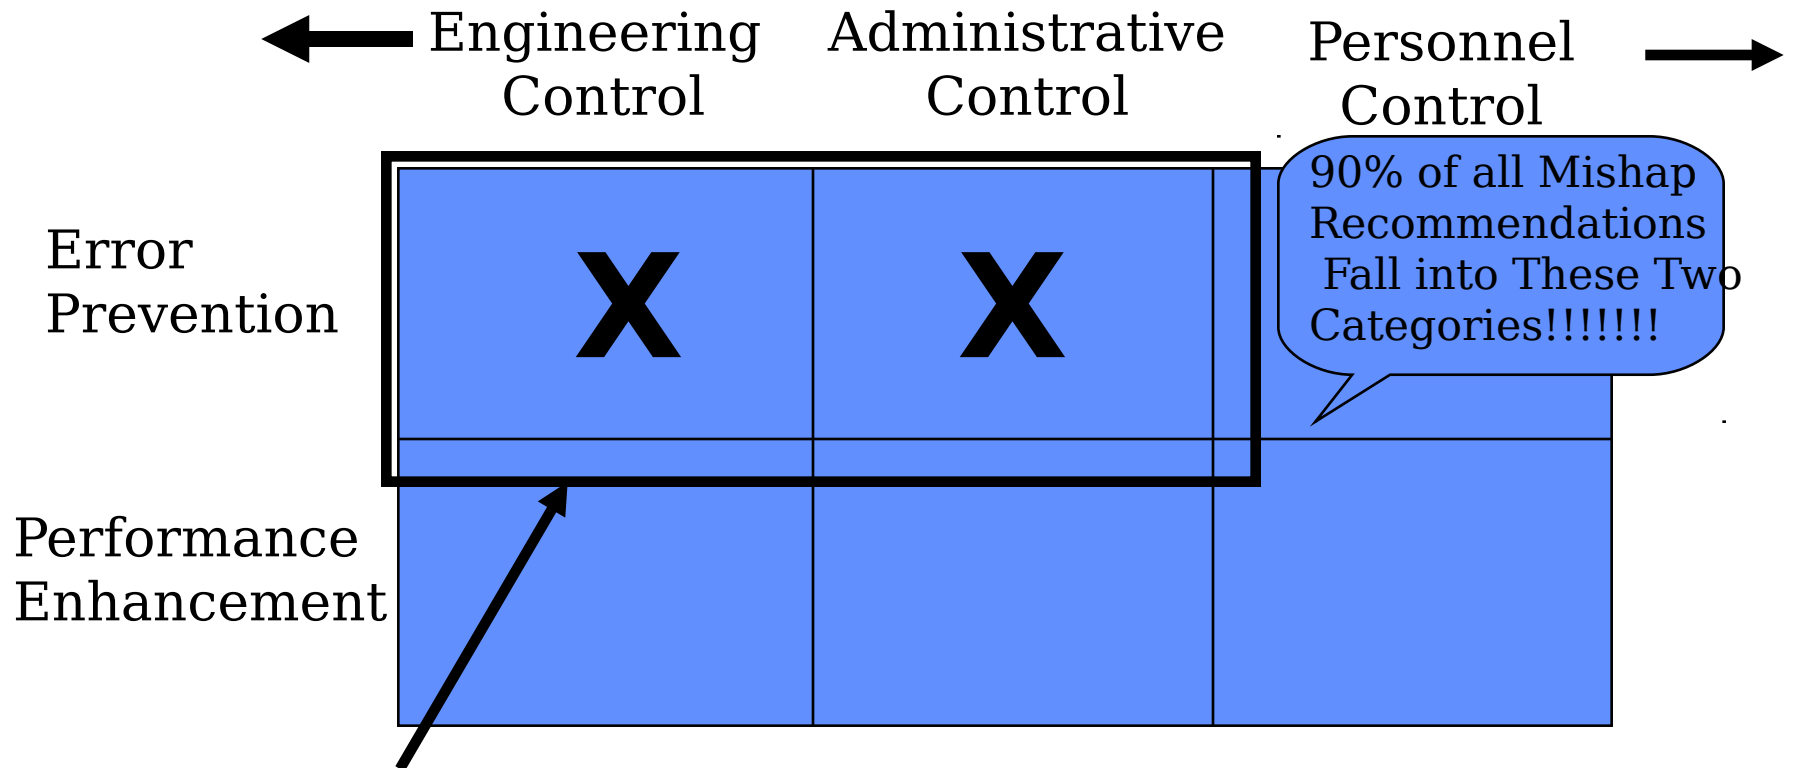 Engineering
Control
Administrative
Control
Personnel
Control
Error
Prevention
X
X
90% of all Mishap
Recommendations
Fall into These Two
Categories!!!!!!!
Performance
Enhancement